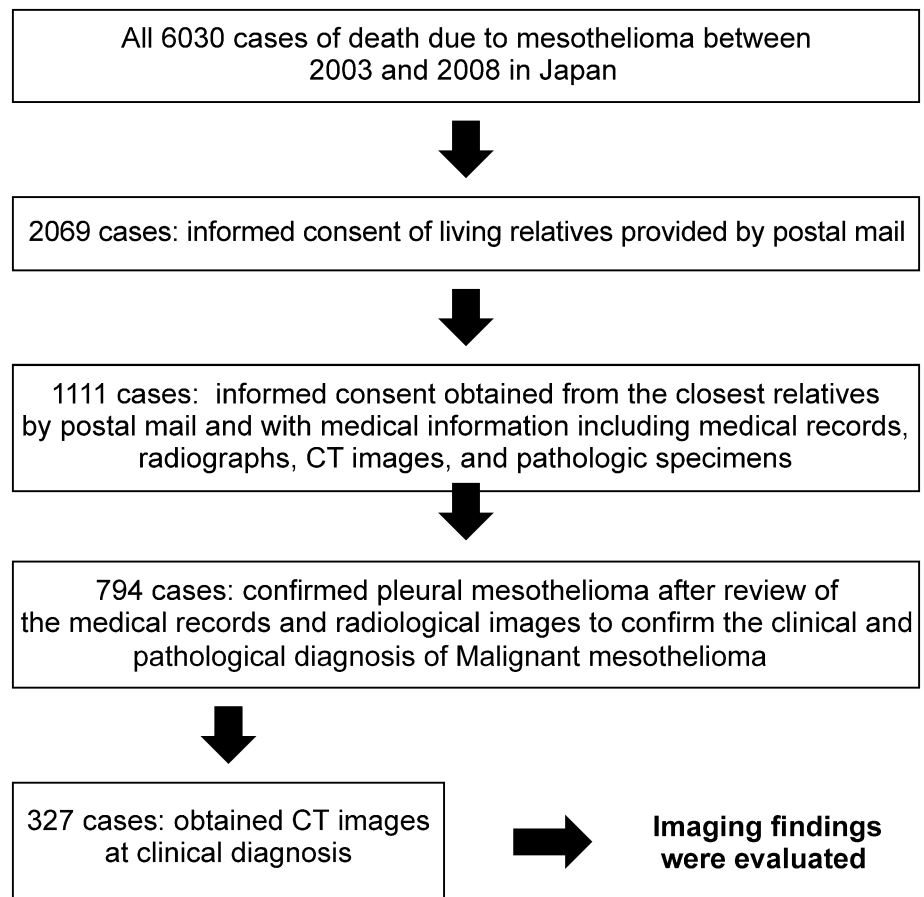 All 6030 cases of death due to mesothelioma between
2003 and 2008 in Japan
2069 cases: informed consent of living relatives provided by postal mail
1111 cases:  informed consent obtained from the closest relatives
by postal mail and with medical information including medical records,
radiographs, CT images, and pathologic specimens
794 cases: confirmed pleural mesothelioma after review of
the medical records and radiological images to confirm the clinical and
pathological diagnosis of Malignant mesothelioma
327 cases: obtained CT images
at clinical diagnosis
Imaging findings
were evaluated